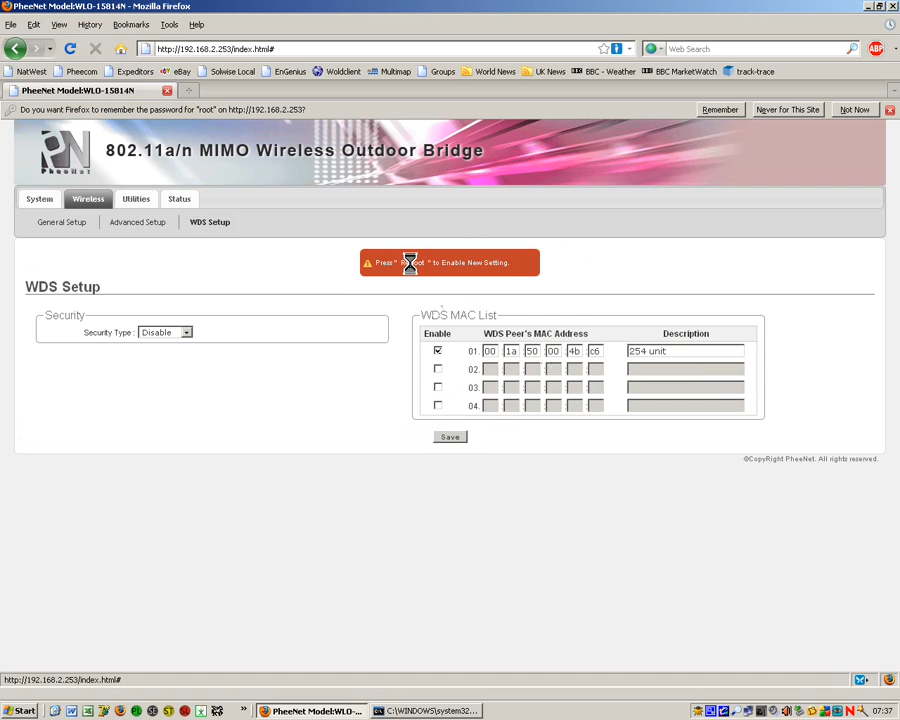 PheeNet Model:WLO-15814N - Mozilla Firefox
File Edit View History Bookmarks Tools Help
http://192.168.2.253/index.html#
Web Search
ABP
NatWest Pheecom Expeditors eBay Solwise Local EnGenius Worldclient Multimap Groups World News UK News BBC - Weather BBC MarketWatch track-trace
PheeNet Model:WLO-15814N
Do you want Firefox to remember the password for "root" on http://192.168.2.253?
Remember Never for This Site Not Now
PN
PheeNet
802.11a/n MIMO Wireless Outdoor Bridge
System Wireless Utilities Status
General Setup Advanced Setup WDS Setup
Press " Reboot " to Enable New Setting.
WDS Setup
Security
Security Type : Disable
WDS MAC List
Enable WDS Peer's MAC Address Description
01. 00 : 1a : 50 : 00 : 4b : c6 254 unit
02. : : : : :
03. : : : : :
04. : : : : :
Save
©CopyRight PheeNet. All rights reserved.
http://192.168.2.253/index.html#
Start
» PheeNet Model:WLO-... C:\WINDOWS\system32... 07:37